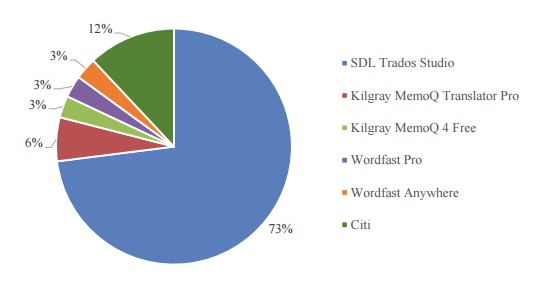 12%
3%
3%
3%
6%
73%
SDL Trados Studio
Kilgray MemoQ Translator Pro
Kilgray MemoQ 4 Free
Wordfast Pro
Wordfast Anywhere
Citi